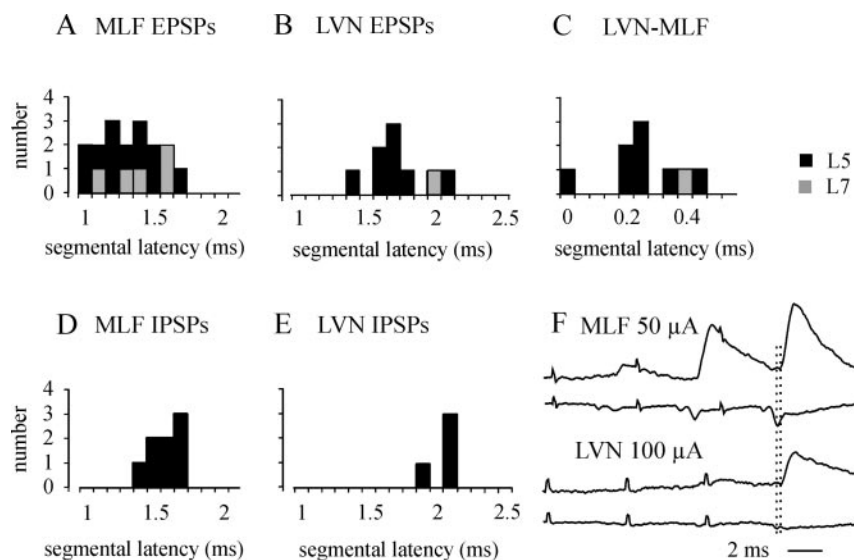 A MLF EPSPs
B LVN EPSPs
C LVN-MLF
number
4
3
2
1
0
1 1.5 2
segmental latency (ms)
1 1.5 2 2.5
segmental latency (ms)
0 0.2 0.4
segmental latency (ms)
L5
L7
D MLF IPSPs
E LVN IPSPs
F MLF 50 µA
number
4
3
2
1
0
1 1.5 2
segmental latency (ms)
1 1.5 2 2.5
segmental latency (ms)
LVN 100 µA
2 ms